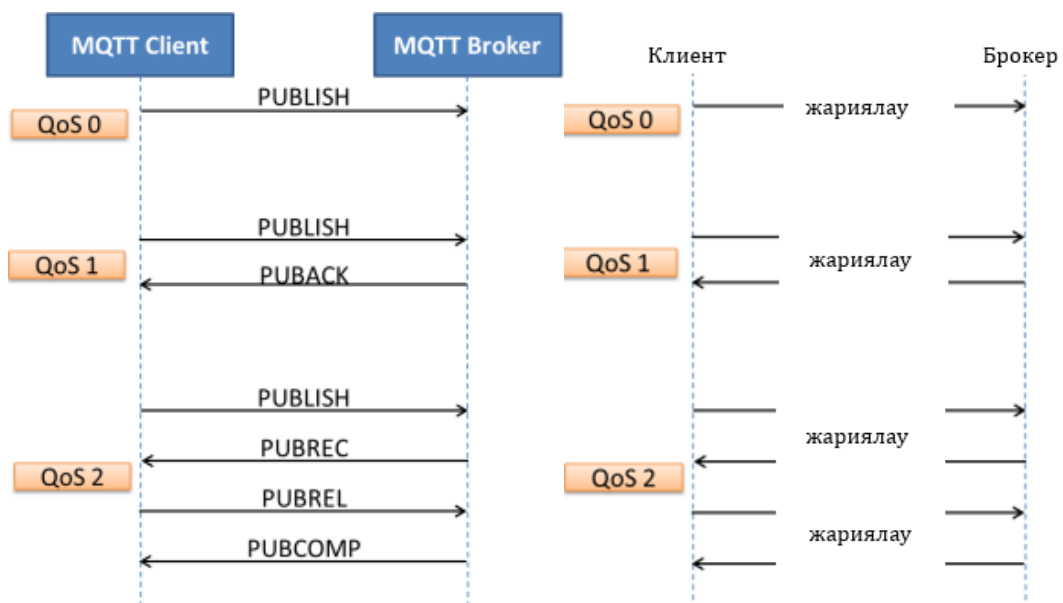 MQTT Client
MQTT Broker
PUBLISH
QoS 0
PUBLISH
QoS 1
PUBACK
PUBLISH
PUBREC
QoS 2
PUBREL
PUBCOMP
Клиент
Брокер
жариялау
QoS 0
жариялау
QoS 1
жариялау
QoS 2
жариялау